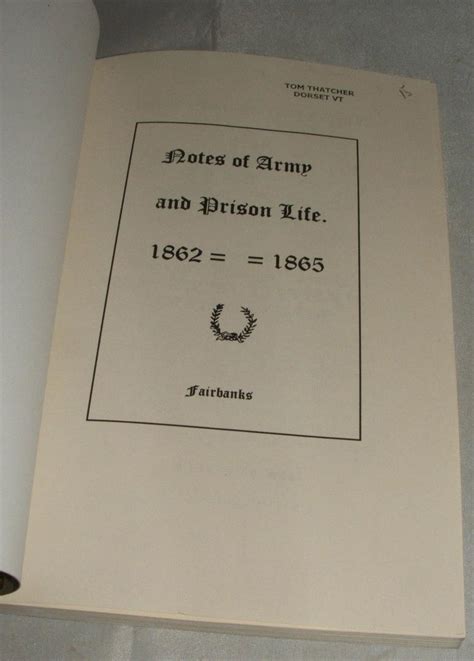 TOM THATCHER
DORSET VT
Notes of Army
and Prison Life.
1862 = = 1865
Fairbanks